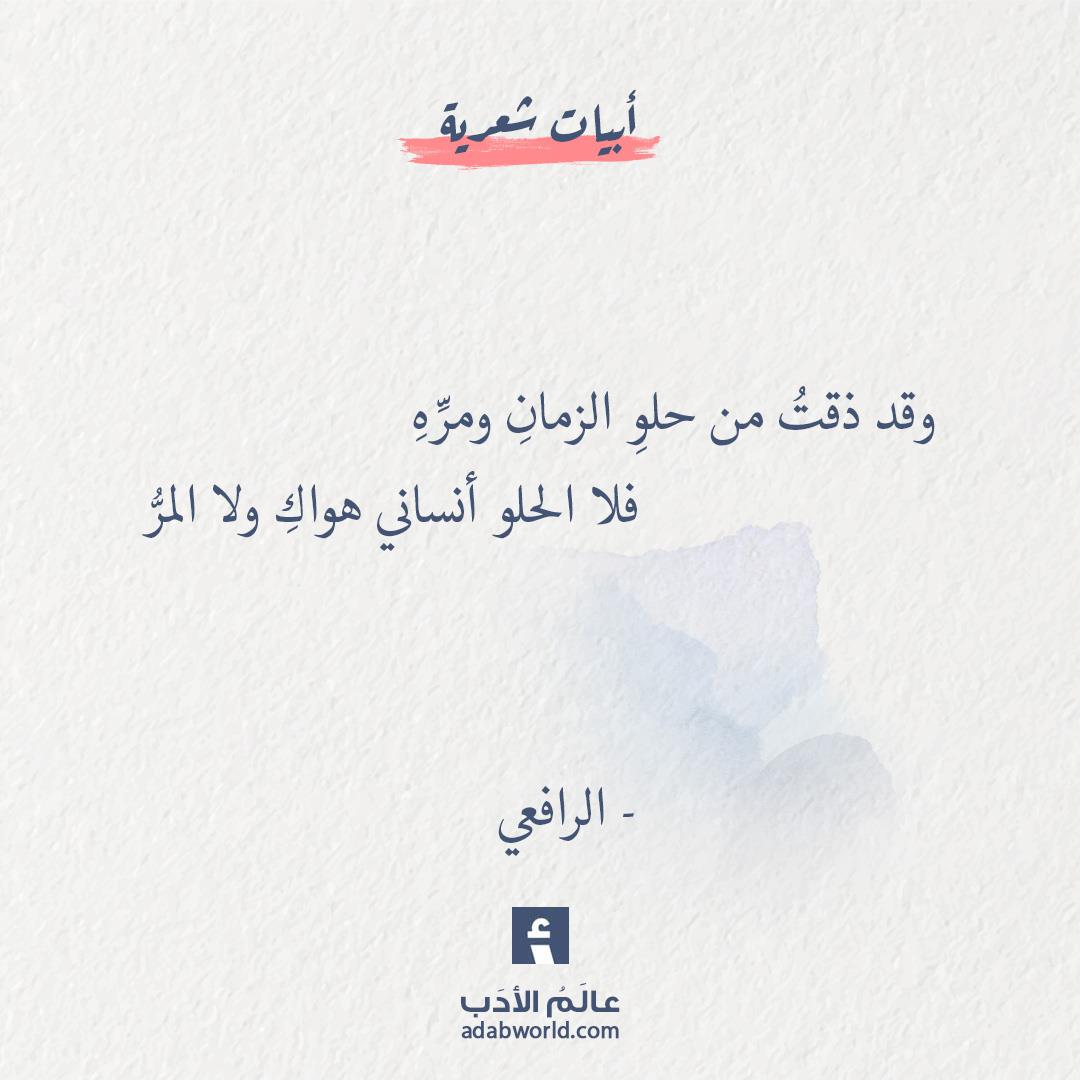 أبيات شعرية
وقد ذقتُ من حلوِ الزمانِ ومرِّهِ
فلا الحلو أنساني هواكِ ولا المرُّ
- الرافعي
أ
عالَمُ الأدَب
adabworld.com